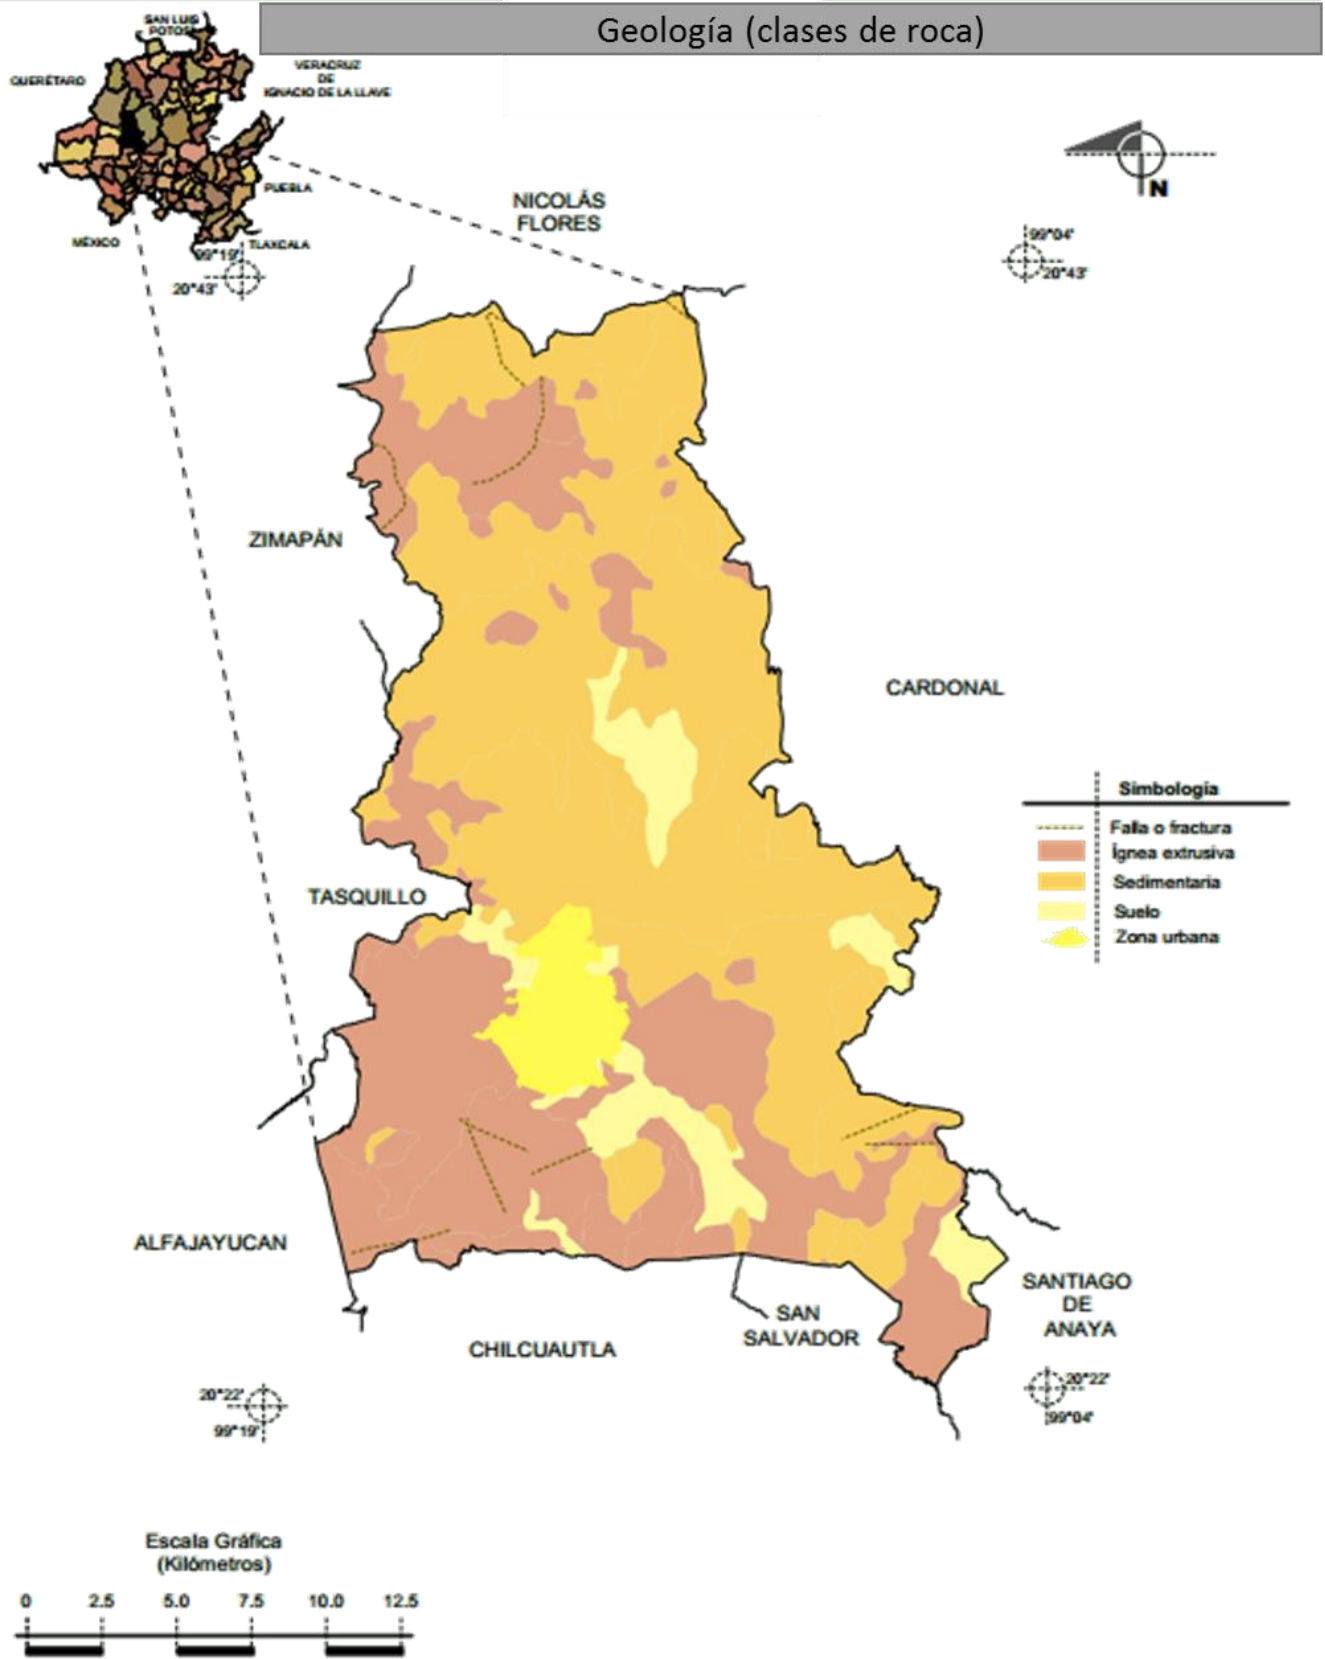 Geología (clases de roca)
SAN LUIS
POTOSÍ
QUERÉTARO
VERACRUZ
DE
IGNACIO DE LA LLAVE
PUEBLA
MÉXICO
TLAXCALA
99°19'
20°43'
NICOLÁS
FLORES
N
99°04'
20°43'
ZIMAPÁN
CARDONAL
Simbología
Falla o fractura
Ígnea extrusiva
Sedimentaria
Suelo
Zona urbana
TASQUILLO
ALFAJAYUCAN
SANTIAGO
DE
ANAYA
SAN
SALVADOR
CHILCUAUTLA
20°22'
99°19'
20°22'
99°04'
Escala Gráfica
(Kilómetros)
0 2.5 5.0 7.5 10.0 12.5